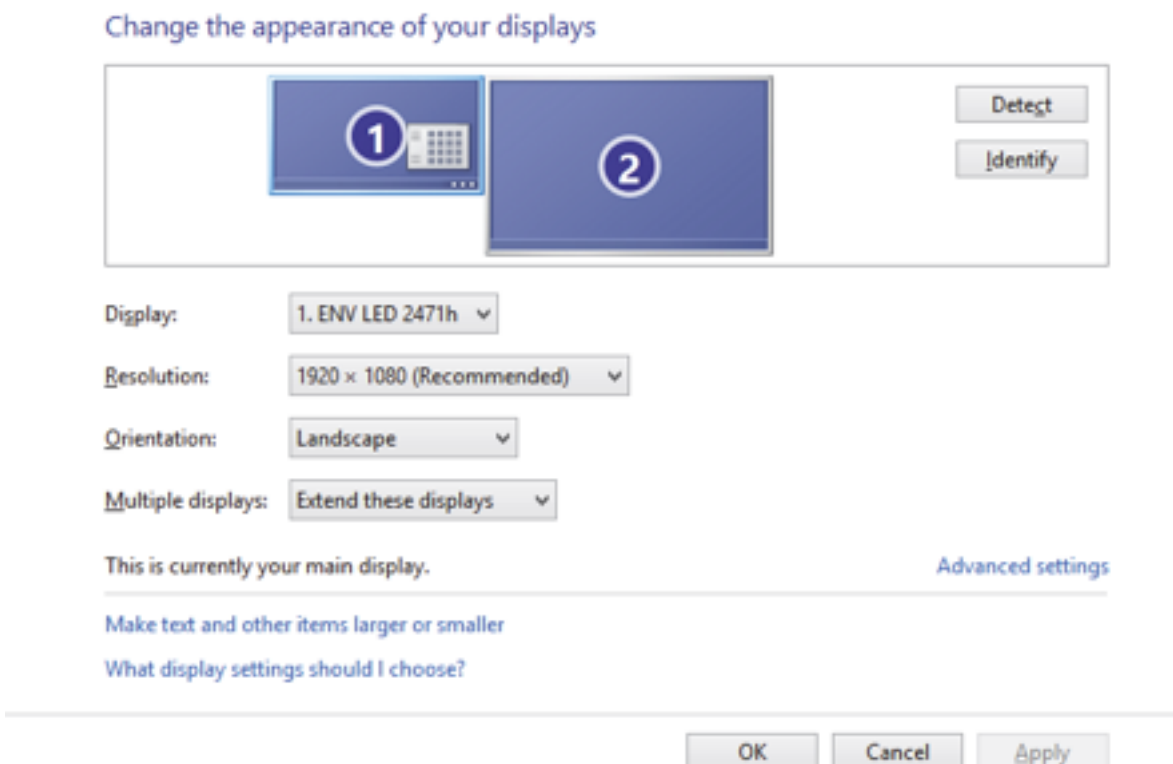 Change the appearance of your displays
1
2
Detect
Identify
Display:
1. ENV LED 2471h
Resolution:
1920 × 1080 (Recommended)
Orientation:
Landscape
Multiple displays:
Extend these displays
This is currently your main display.
Advanced settings
Make text and other items larger or smaller
What display settings should I choose?
OK
Cancel
Apply